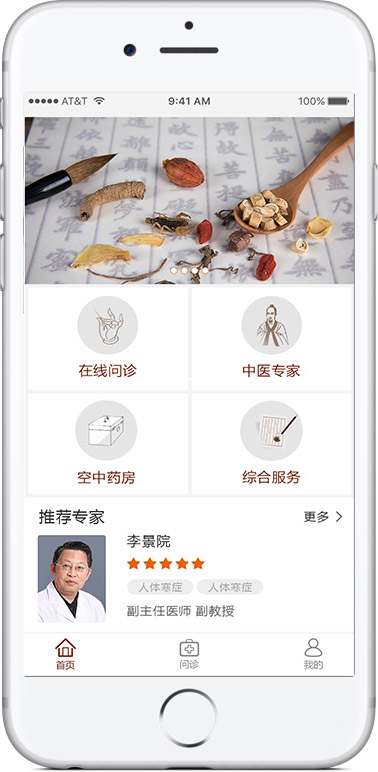 AT&T
9:41 AM
100%
在线问诊
中医专家
空中药房
综合服务
推荐专家
更多
李景院
人体寒症
人体寒症
副主任医师 副教授
首页
问诊
我的